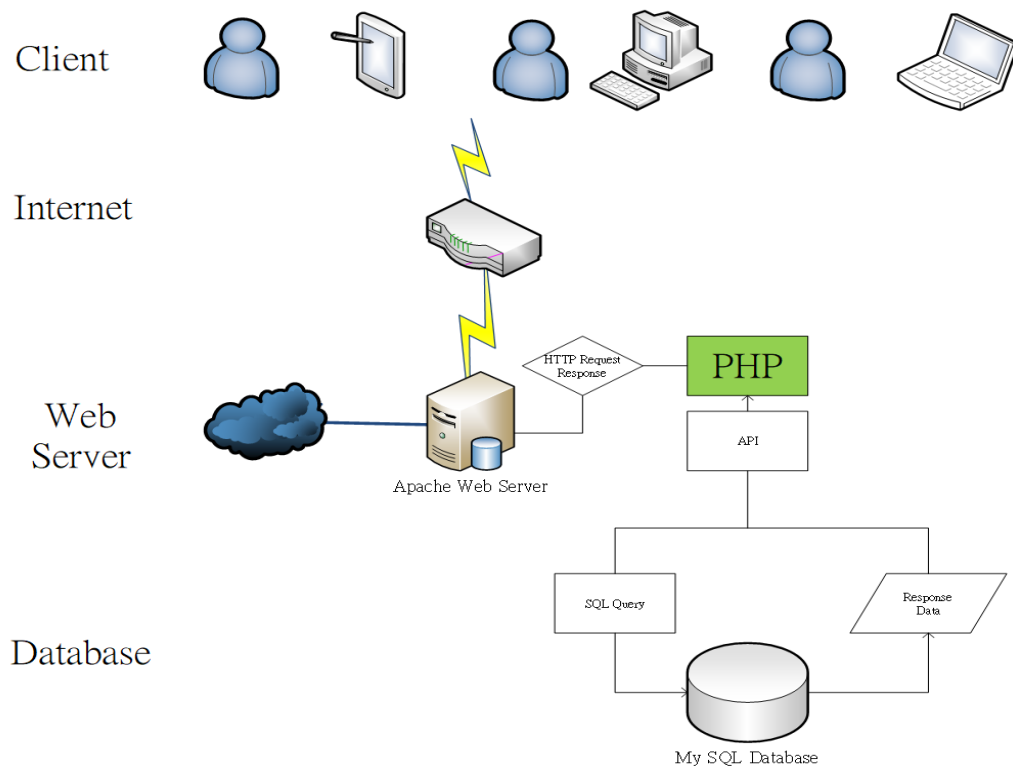 Client
Internet
HTTP Request
Response
PHP
Web
Server
API
Apache Web Server
SQL Query
Response
Data
Database
My SQL Database